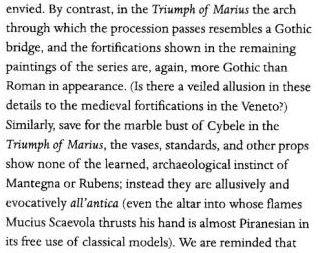 envied. By contrast, in the Triumph of Marius the arch
through which the procession passes resembles a Gothic
bridge, and the fortifications shown in the remaining
paintings of the series are, again, more Gothic than
Roman in appearance. (Is there a veiled allusion in these
details to the medieval fortifications in the Veneto?)
Similarly, save for the marble bust of Cybele in the
Triumph of Marius, the vases, standards, and other props
show none of the learned, archaeological instinct of
Mantegna or Rubens; instead they are allusively and
evocatively all'antica (even the altar into whose flames
Mucius Scaevola thrusts his hand is almost Piranesian in
its free use of classical models). We are reminded that